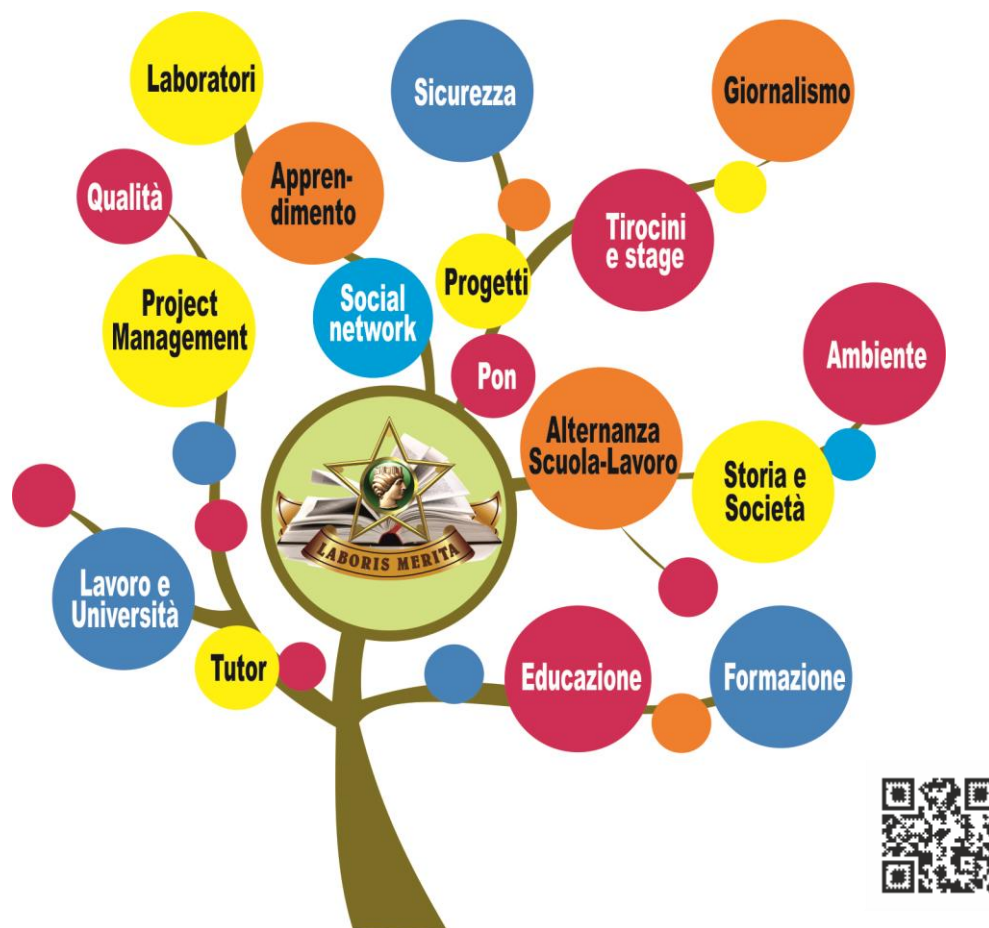 Laboratori
Sicurezza
Giornalismo
Qualità
Appren-
dimento
Tirocini
e stage
Project
Management
Social
network
Progetti
Pon
Ambiente
Alternanza
Scuola-Lavoro
Storia e
Società
LABORIS MERITA
Lavoro e
Università
Tutor
Educazione
Formazione